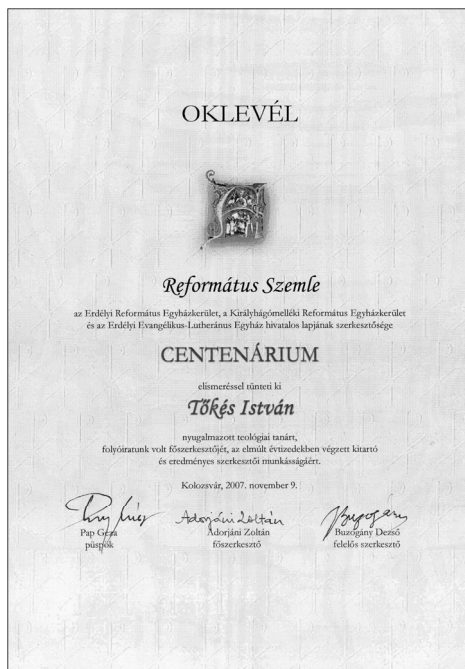 OKLEVÉL
Református Szemle
az Erdélyi Református Egyházkerület, a Királyhágómelléki Református Egyházkerület
és az Erdélyi Evangélikus-Lutheránus Egyház hivatalos lapjának szerkesztősége
CENTENÁRIUM
elismeréssel tünteti ki
Tőkés István
nyugalmazott teológiai tanárt,
folyóiratunk volt főszerkesztőjét, az elmúlt évtizedekben végzett kitartó
és eredményes szerkesztői munkásságáért.
Kolozsvár, 2007. november 9.
Adorjáni Zoltán Buzogány
Pap Géza Adorjáni Zoltán Buzogány Dezső
püspök főszerkesztő felelős szerkesztő